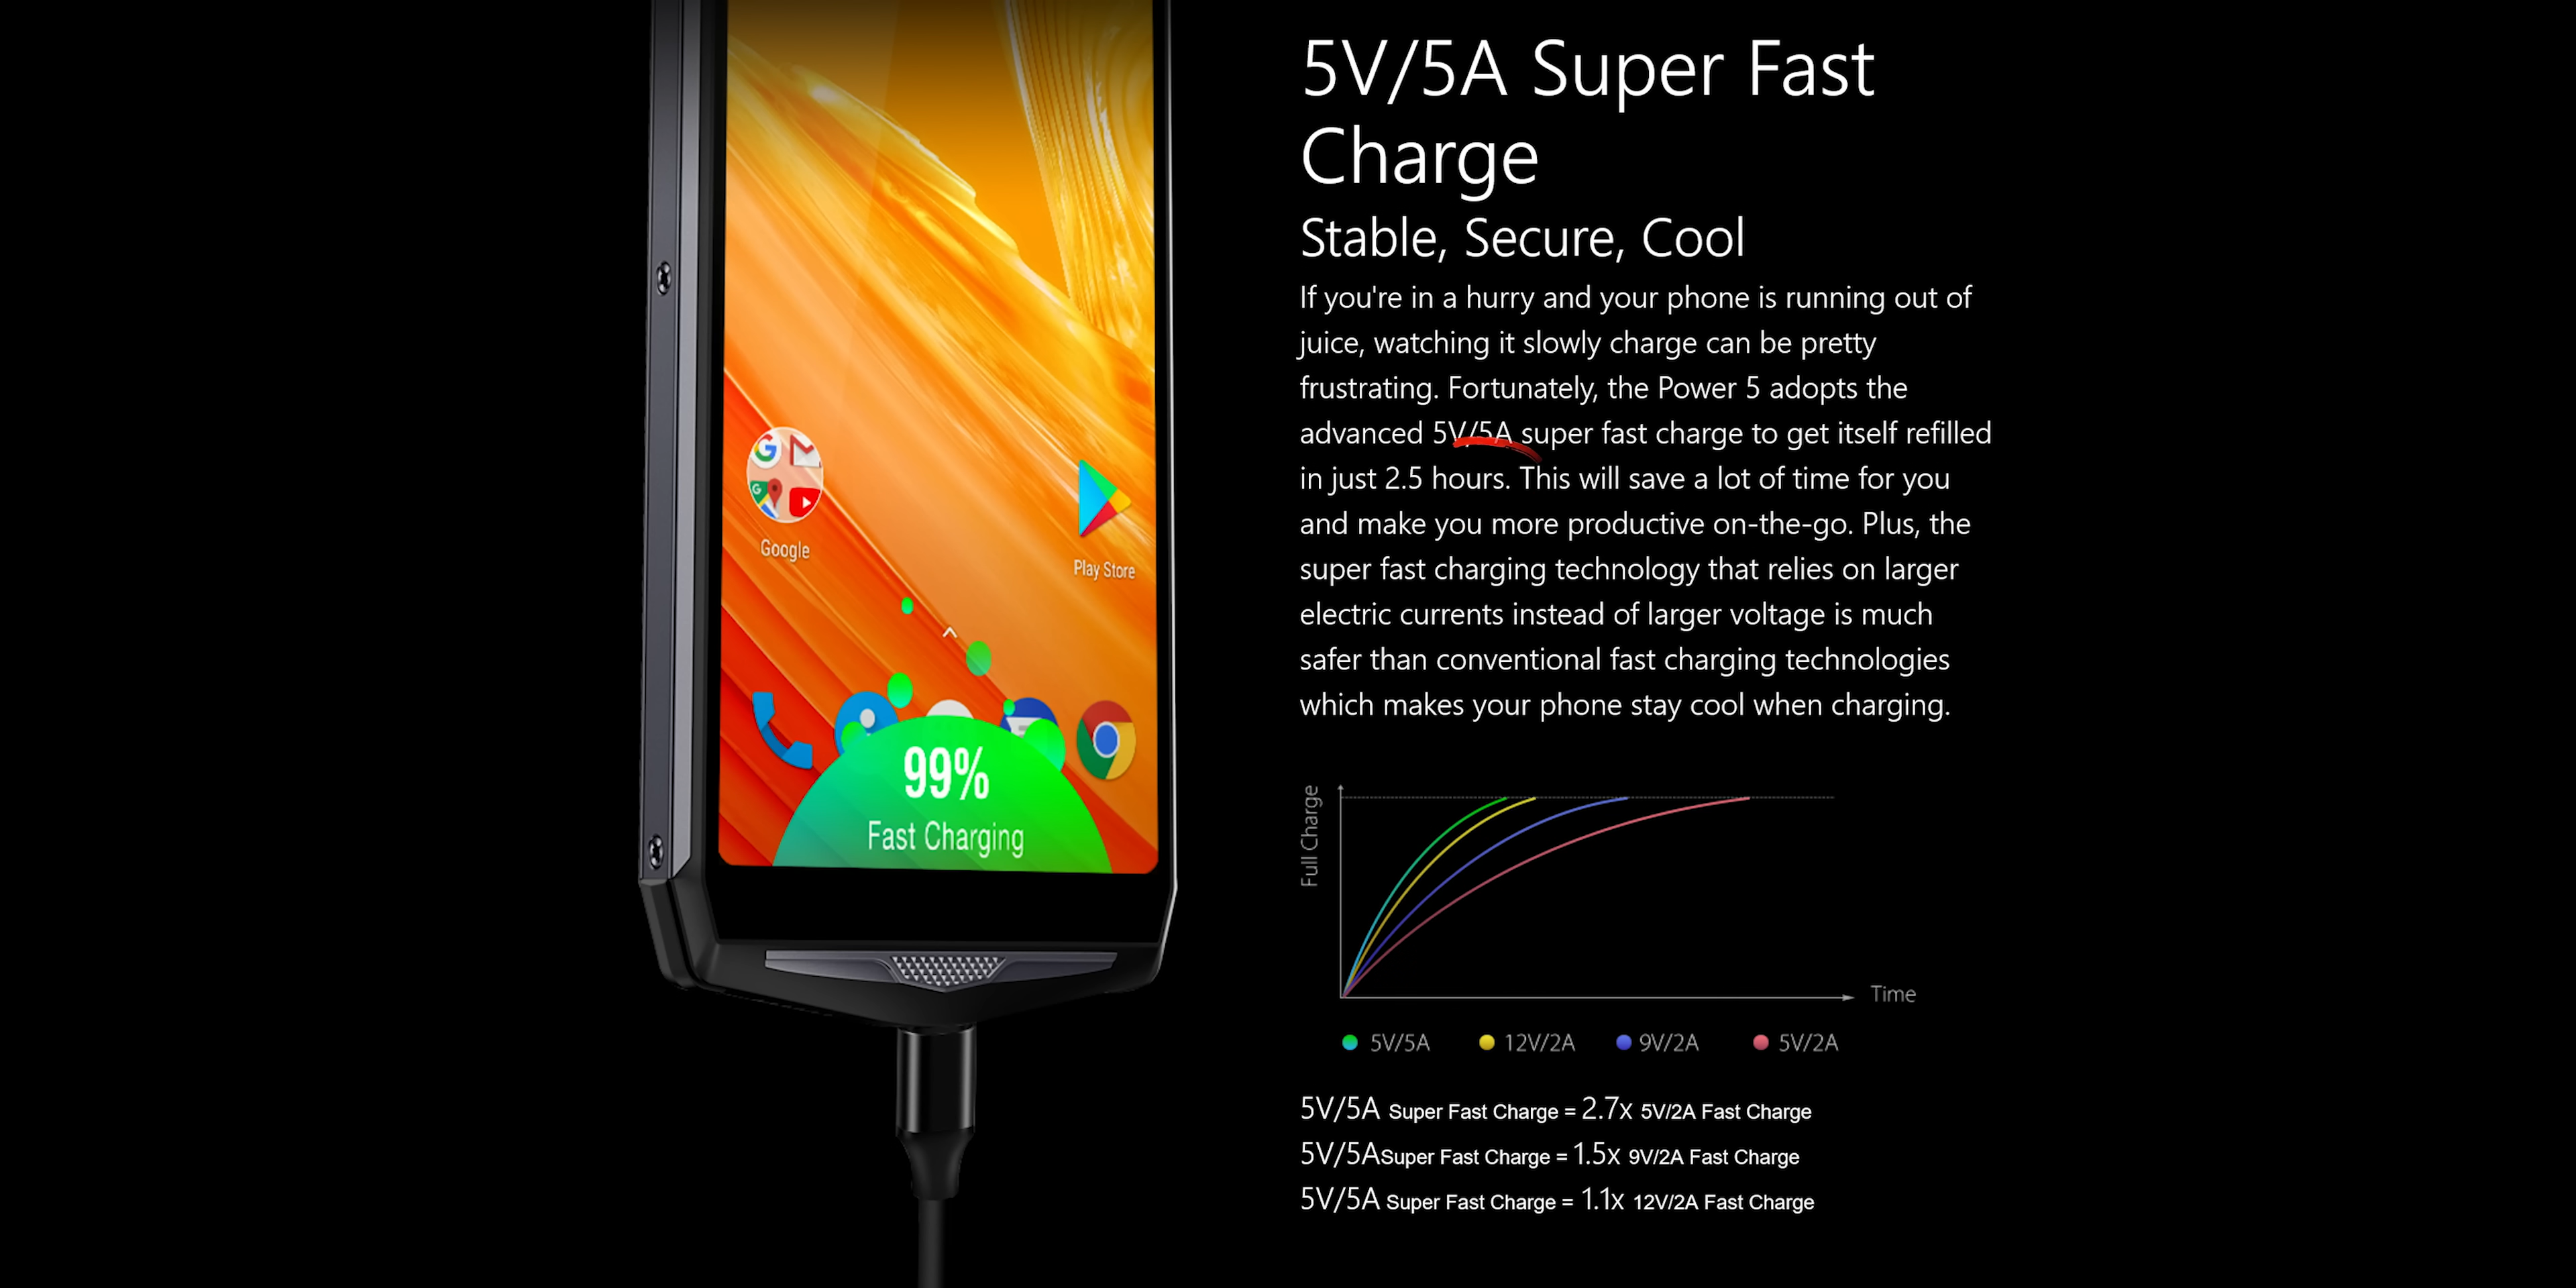 5V/5A Super Fast
Charge
Stable, Secure, Cool
If you're in a hurry and your phone is running out of
juice, watching it slowly charge can be pretty
frustrating. Fortunately, the Power 5 adopts the
advanced 5V/5A super fast charge to get itself refilled
in just 2.5 hours. This will save a lot of time for you
and make you more productive on-the-go. Plus, the
super fast charging technology that relies on larger
electric currents instead of larger voltage is much
safer than conventional fast charging technologies
which makes your phone stay cool when charging.
Google
Play Store
99%
Fast Charging
Full Charge
Time
5V/5A 12V/2A 9V/2A 5V/2A
5V/5A Super Fast Charge = 2.7x 5V/2A Fast Charge
5V/5ASuper Fast Charge = 1.5x 9V/2A Fast Charge
5V/5A Super Fast Charge = 1.1x 12V/2A Fast Charge